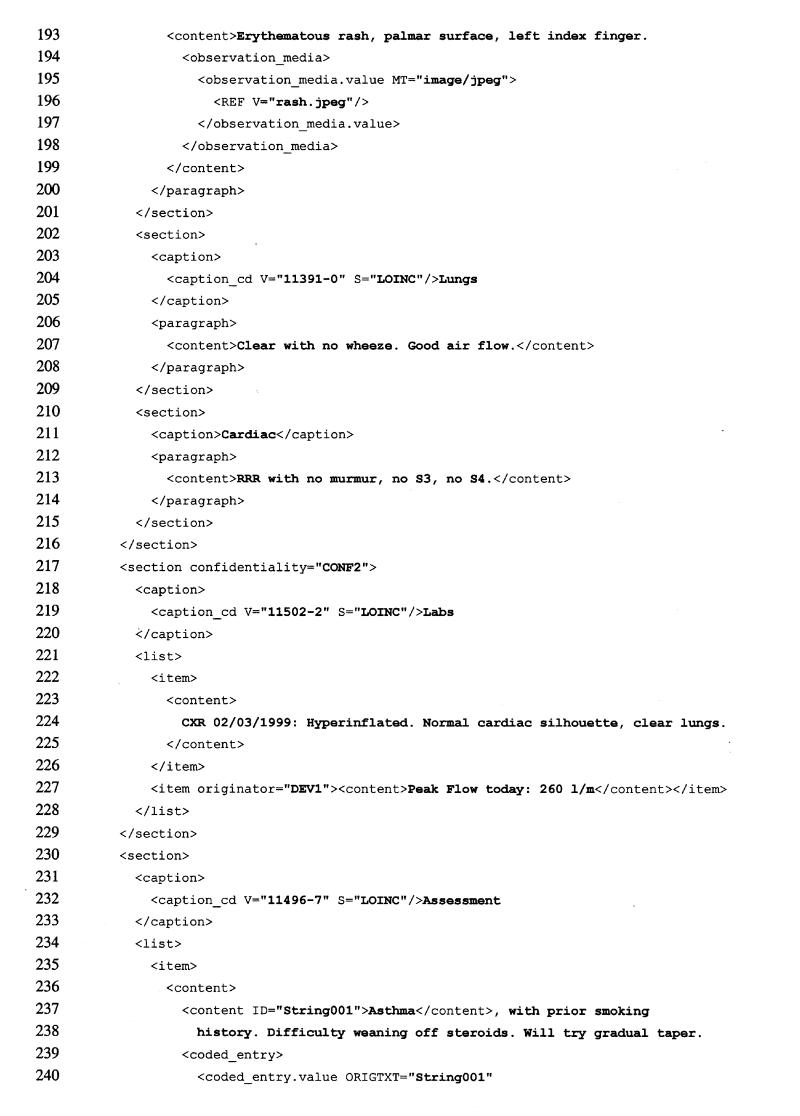 193 <content>Erythematous rash, palmar surface, left index finger.
194 <observation_media>
195 <observation_media.value MT="image/jpeg">
196 <REF V="rash.jpeg"/>
197 </observation_media.value>
198 </observation_media>
199 </content>
200 </paragraph>
201 </section>
202 <section>
203 <caption>
204 <caption_cd V="11391-0" S="LOINC"/>Lungs
205 </caption>
206 <paragraph>
207 <content>Clear with no wheeze. Good air flow.</content>
208 </paragraph>
209 </section>
210 <section>
211 <caption>Cardiac</caption>
212 <paragraph>
213 <content>RRR with no murmur, no S3, no S4.</content>
214 </paragraph>
215 </section>
216 </section>
217 <section confidentiality="CONF2">
218 <caption>
219 <caption_cd V="11502-2" S="LOINC"/>Labs
220 </caption>
221 <list>
222 <item>
223 <content>
224 CXR 02/03/1999: Hyperinflated. Normal cardiac silhouette, clear lungs.
225 </content>
226 </item>
227 <item originator="DEV1"><content>Peak Flow today: 260 l/m</content></item>
228 </list>
229 </section>
230 <section>
231 <caption>
232 <caption_cd V="11496-7" S="LOINC"/>Assessment
233 </caption>
234 <list>
235 <item>
236 <content>
237 <content ID="String001">Asthma</content>, with prior smoking
238 history. Difficulty weaning off steroids. Will try gradual taper.
239 <coded_entry>
240 <coded_entry.value ORIGTXT="String001"